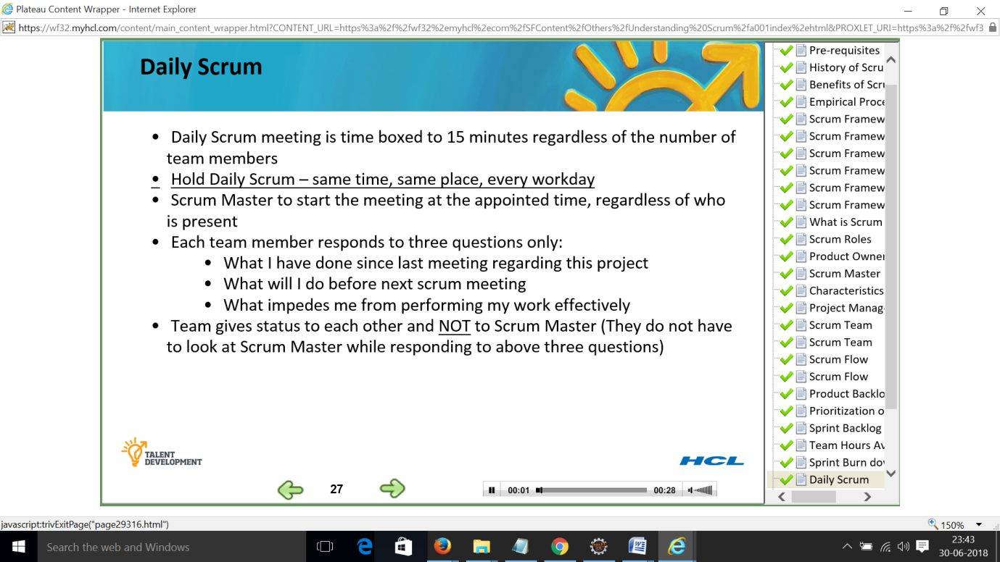 Plateau Content Wrapper - Internet Explorer
https://wf32.myhcl.com/content/main_content_wrapper.html?CONTENT_URL=https%3a%2f%2fwf32%2emyhcl%2ecom%2fSFContent%2fOthers%2fUnderstanding%20Scrum%2fa001index%2ehtml&PROXLET_URI=https%3a%2f%2fwf3
Daily Scrum
• Daily Scrum meeting is time boxed to 15 minutes regardless of the number of
team members
• Hold Daily Scrum – same time, same place, every workday
• Scrum Master to start the meeting at the appointed time, regardless of who
is present
• Each team member responds to three questions only:
• What I have done since last meeting regarding this project
• What will I do before next scrum meeting
• What impedes me from performing my work effectively
• Team gives status to each other and NOT to Scrum Master (They do not have
to look at Scrum Master while responding to above three questions)
TALENT
DEVELOPMENT
HCL
27
00:01
00:28
Pre-requisites
History of Scru
Benefits of Scru
Empirical Proce
Scrum Framew
Scrum Framew
Scrum Framew
Scrum Framew
Scrum Framew
Scrum Framew
What is Scrum
Scrum Roles
Product Owner
Scrum Master
Characteristics
Project Manag
Scrum Team
Scrum Team
Scrum Flow
Scrum Flow
Product Backlo
Prioritization o
Sprint Backlog
Team Hours Av
Sprint Burn dov
Daily Scrum
javascript:trivExitPage("page29316.html")
150%
Search the web and Windows
23:43
30-06-2018